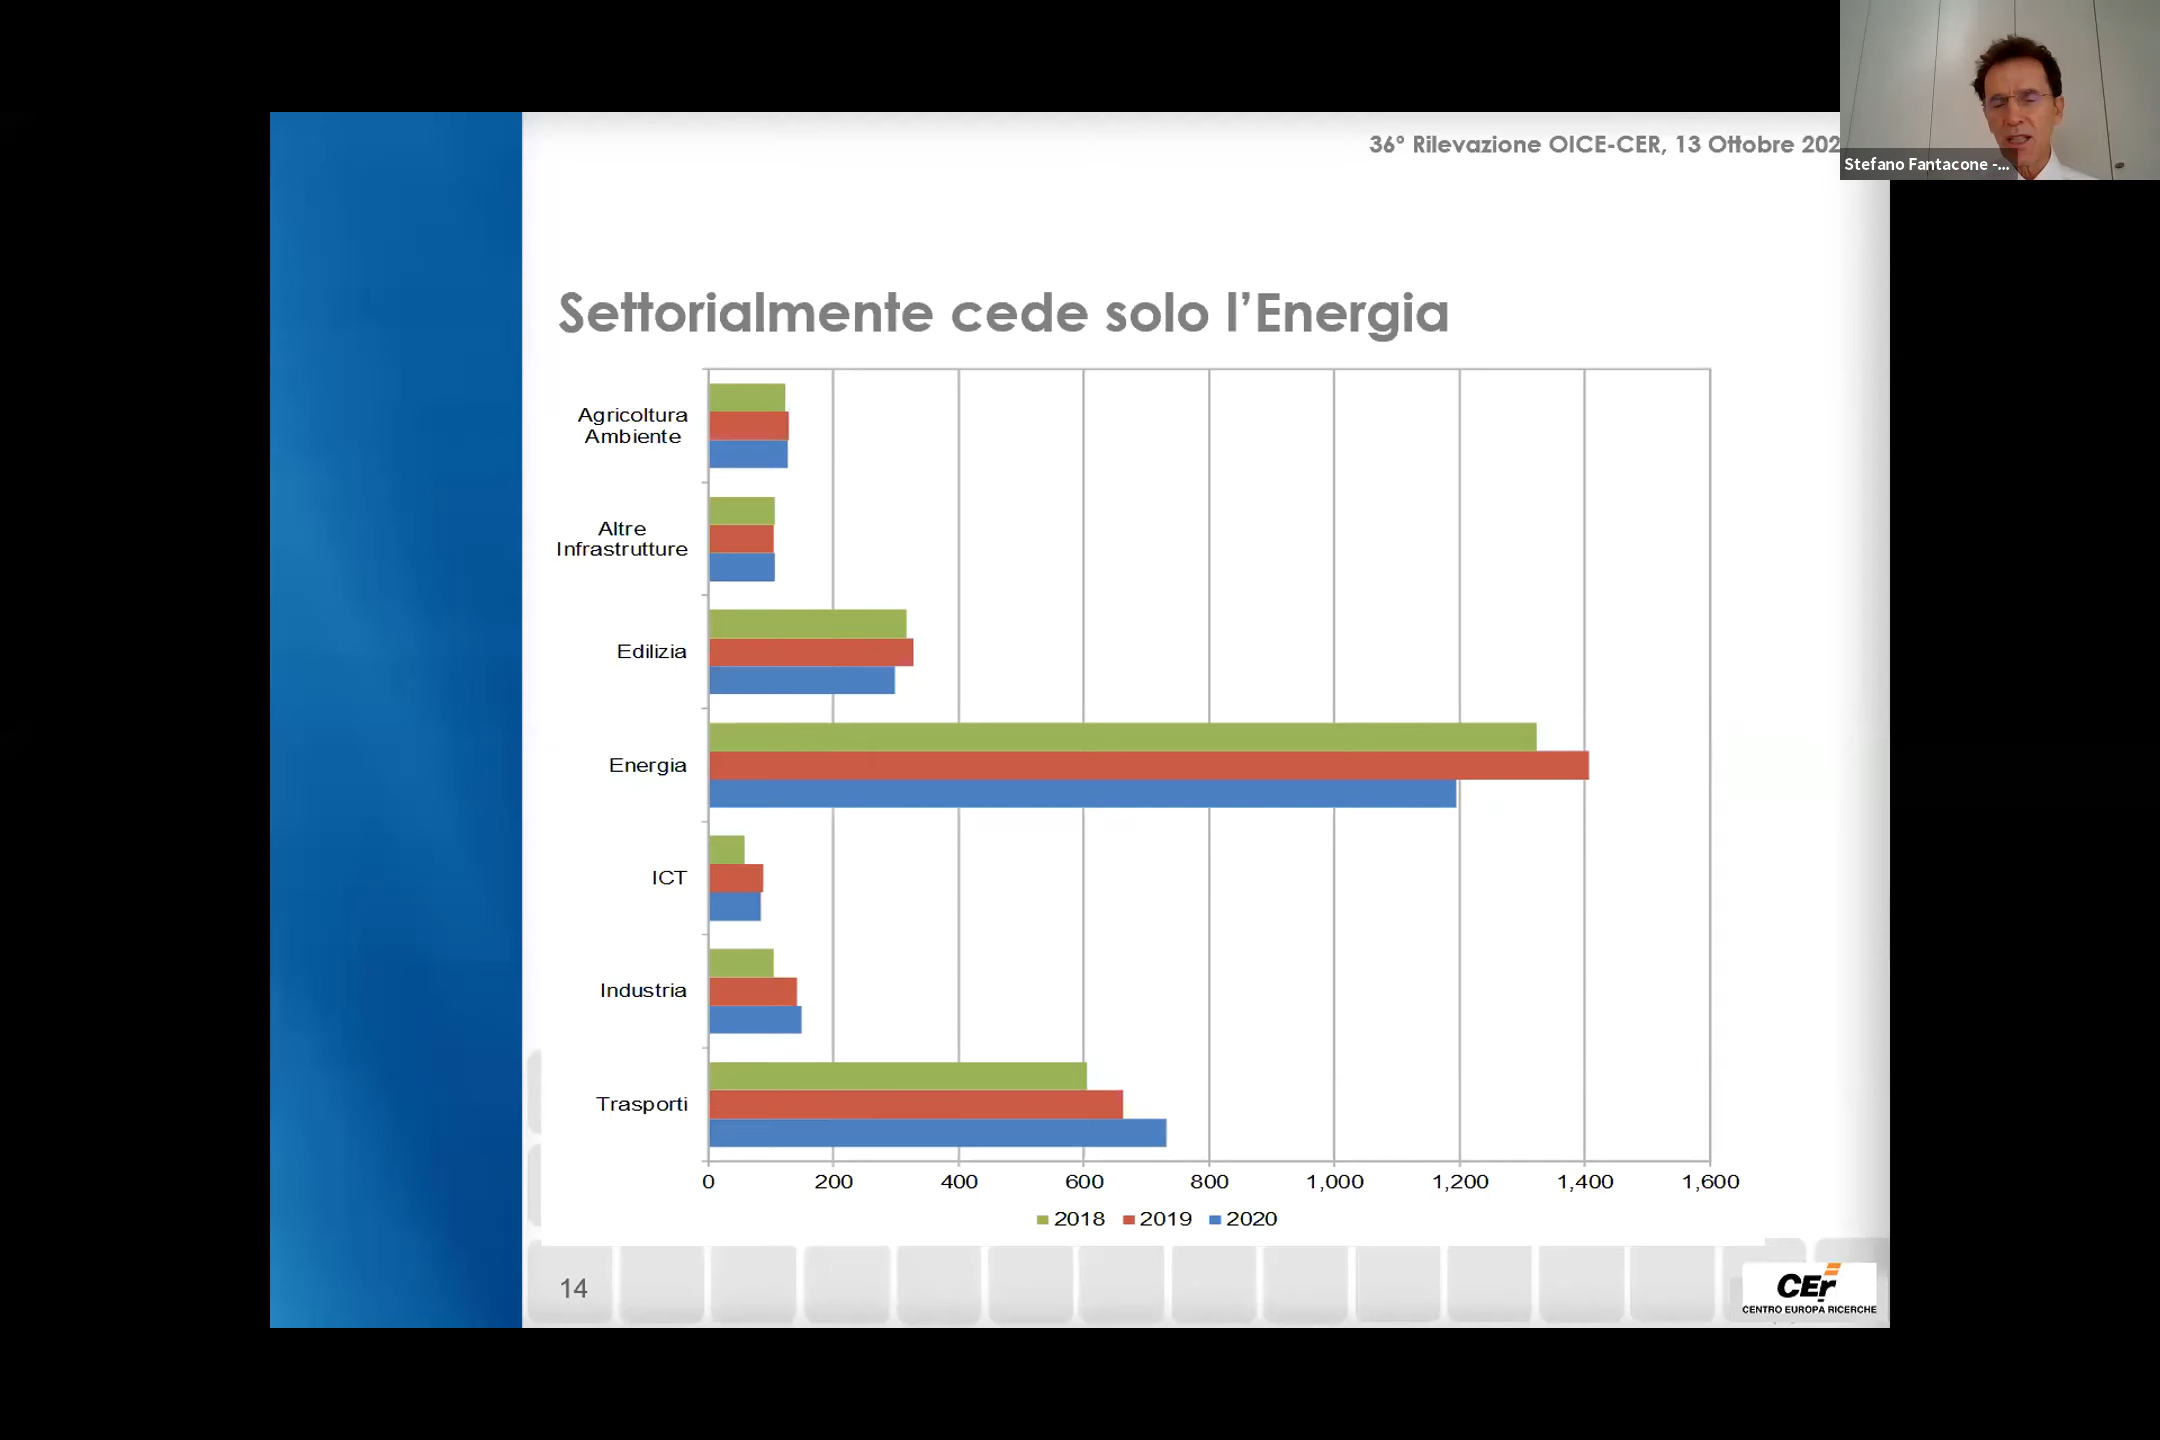 36° Rilevazione OICE-CER, 13 Ottobre 202
Stefano Fantacone -...
Settorialmente cede solo l’Energia
Agricoltura
Ambiente
Altre
Infrastrutture
Edilizia
Energia
ICT
Industria
Trasporti
0 200 400 600 800 1,000 1,200 1,400 1,600
2018 2019 2020
14
CEr
CENTRO EUROPA RICERCHE